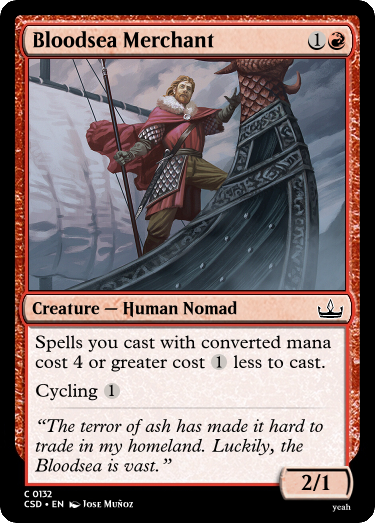 Bloodsea Merchant 1
Creature — Human Nomad
Spells you cast with converted mana
cost 4 or greater cost 1 less to cast.
Cycling 1
“The terror of ash has made it hard to
trade in my homeland. Luckily, the
Bloodsea is vast.”
2/1
C 0132
CSD • EN Jose Muñoz
yeah